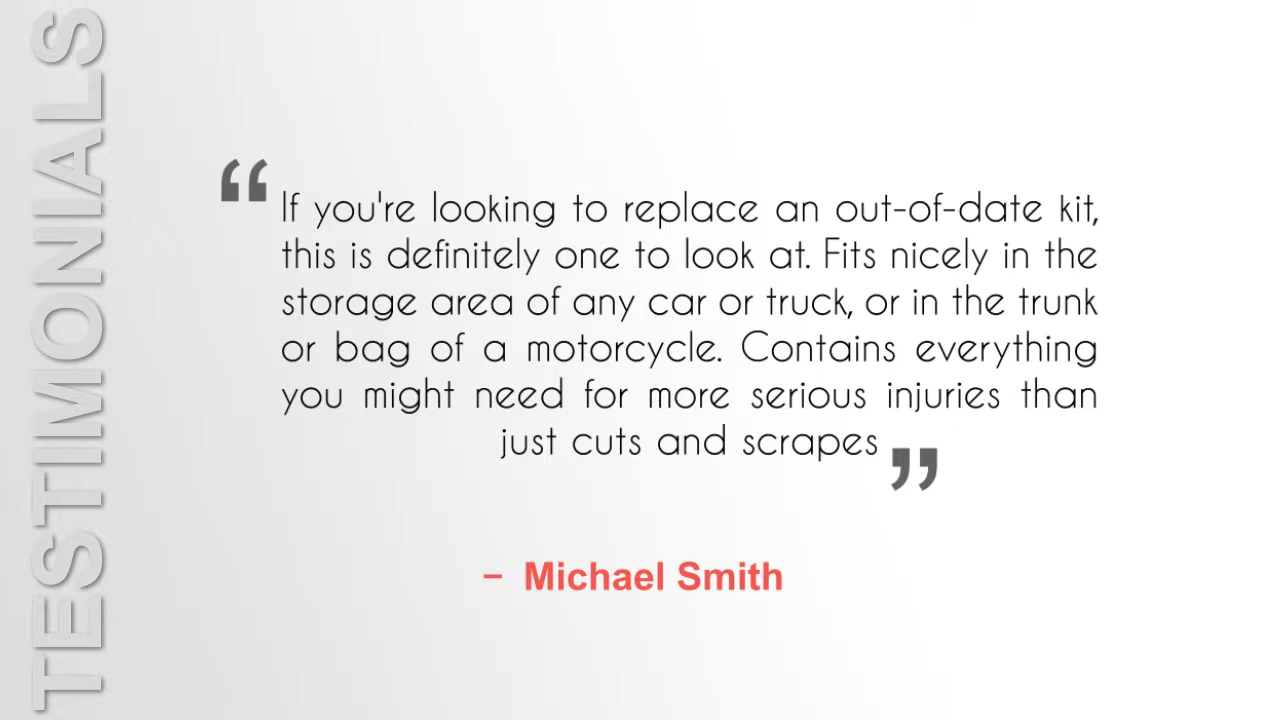 TESTIMONIALS
“If you're looking to replace an out-of-date kit,
this is definitely one to look at. Fits nicely in the
storage area of any car or truck, or in the trunk
or bag of a motorcycle. Contains everything
you might need for more serious injuries than
just cuts and scrapes”
– Michael Smith